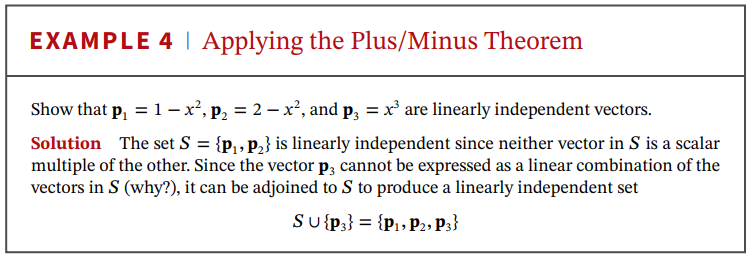 EXAMPLE 4 | Applying the Plus/Minus Theorem
Show that p₁ = 1 − x², p₂ = 2 − x², and p₃ = x³ are linearly independent vectors.
Solution The set S = {p₁, p₂} is linearly independent since neither vector in S is a scalar
multiple of the other. Since the vector p₃ cannot be expressed as a linear combination of the
vectors in S (why?), it can be adjoined to S to produce a linearly independent set
S ∪ {p₃} = {p₁, p₂, p₃}